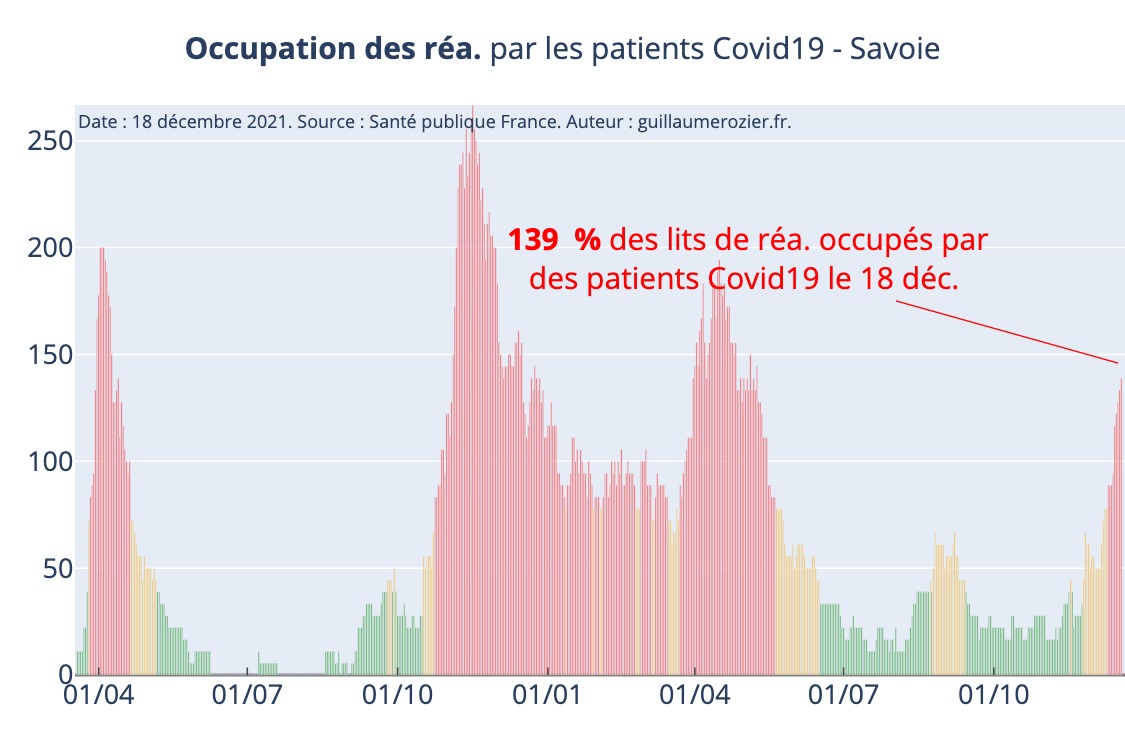 Occupation des réa. par les patients Covid19 - Savoie
Date : 18 décembre 2021. Source : Santé publique France. Auteur : guillaumerozier.fr.
250
139 % des lits de réa. occupés par
200
des patients Covid19 le 18 déc.
150
100
50
0
01/04 01/07 01/10 01/01 01/04 01/07 01/10